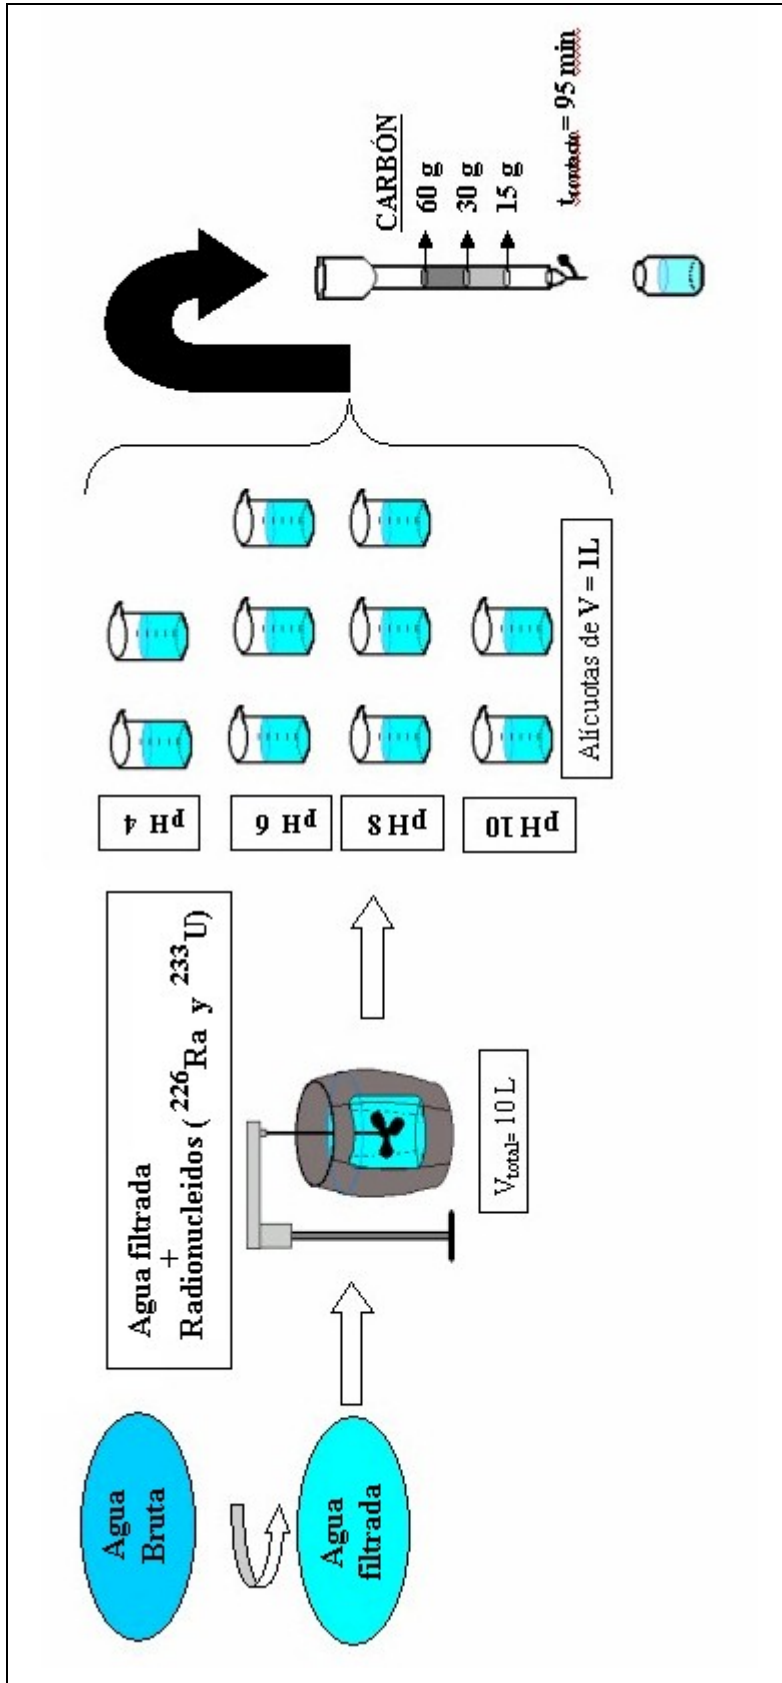 Agua
Bruta
Agua
filtrada
Agua filtrada
+
Radionucleidos ( 226Ra y 233U)
Vtotal= 10 L
pH 4
pH 6
pH 8
pH 10
Alícuotas de V = 1L
CARBÓN
60 g
30 g
15 g
tcontacto= 95 min